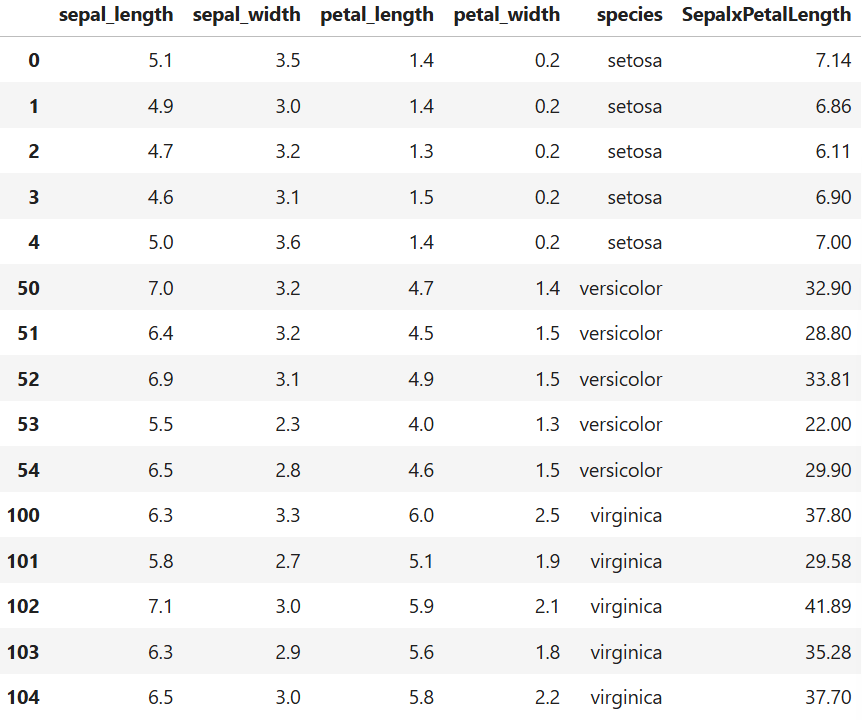 sepal_length sepal_width petal_length petal_width species SepalxPetalLength
0 5.1 3.5 1.4 0.2 setosa 7.14
1 4.9 3.0 1.4 0.2 setosa 6.86
2 4.7 3.2 1.3 0.2 setosa 6.11
3 4.6 3.1 1.5 0.2 setosa 6.90
4 5.0 3.6 1.4 0.2 setosa 7.00
50 7.0 3.2 4.7 1.4 versicolor 32.90
51 6.4 3.2 4.5 1.5 versicolor 28.80
52 6.9 3.1 4.9 1.5 versicolor 33.81
53 5.5 2.3 4.0 1.3 versicolor 22.00
54 6.5 2.8 4.6 1.5 versicolor 29.90
100 6.3 3.3 6.0 2.5 virginica 37.80
101 5.8 2.7 5.1 1.9 virginica 29.58
102 7.1 3.0 5.9 2.1 virginica 41.89
103 6.3 2.9 5.6 1.8 virginica 35.28
104 6.5 3.0 5.8 2.2 virginica 37.70